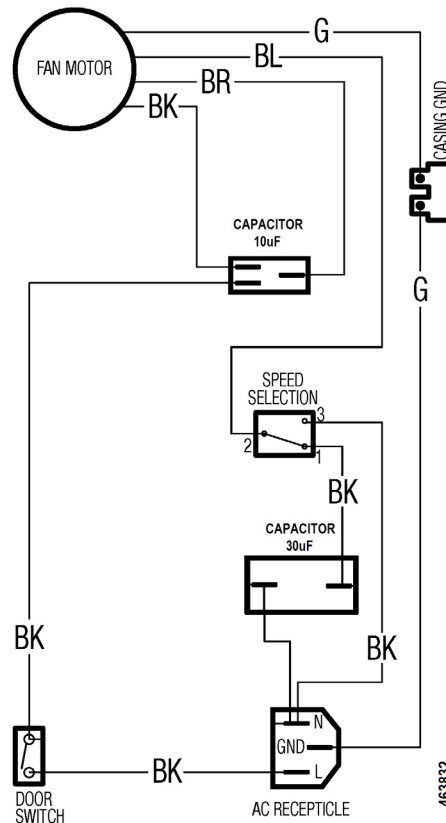 G
BL
FAN MOTOR
BR
BK
CASING GND
CAPACITOR
10uF
G
SPEED
SELECTION
3
2
1
BK
CAPACITOR
30uF
BK
BK
N
GND
L
BK
DOOR
SWITCH
AC RECEPTICLE
463832